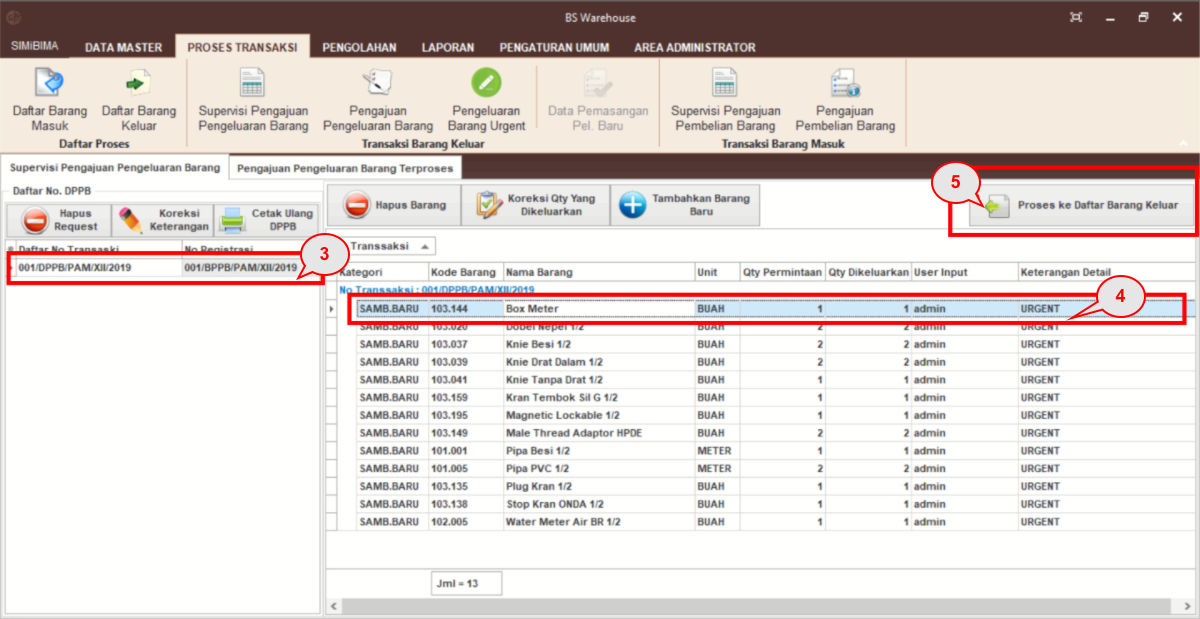 BS Warehouse
SIMiBIMA DATA MASTER PROSES TRANSAKSI PENGOLAHAN LAPORAN PENGATURAN UMUM AREA ADMINISTRATOR
Daftar Barang Masuk
Daftar Barang Keluar
Supervisi Pengajuan Pengeluaran Barang
Pengajuan Pengeluaran Barang
Pengeluaran Barang Urgent
Data Pemasangan Pel. Baru
Supervisi Pengajuan Pembelian Barang
Pengajuan Pembelian Barang
Daftar Proses Transaksi Barang Keluar Transaksi Barang Masuk
Supervisi Pengajuan Pengeluaran Barang Pengajuan Pengeluaran Barang Terproses
Daftar No. DPPB
Hapus Request
Koreksi Keterangan
Cetak Ulang DPPB
Daftar No Transaski No Registrasi
001/DPPB/PAM/XII/2019 001/BPPB/PAM/XII/2019
3
Hapus Barang
Koreksi Qty Yang Dikeluarkan
Tambahkan Barang Baru
5
Proses ke Daftar Barang Keluar
Transsaksi
Kategori Kode Barang Nama Barang Unit Qty Permintaan Qty Dikeluarkan User Input Keterangan Detail
No Transsaksi : 001/DPPB/PAM/XII/2019
4
SAMB.BARU 103.144 Box Meter BUAH 1 1 admin URGENT
SAMB.BARU 103.020 Dobel Nepel 1/2 BUAH 2 2 admin URGENT
SAMB.BARU 103.037 Knie Besi 1/2 BUAH 2 2 admin URGENT
SAMB.BARU 103.039 Knie Drat Dalam 1/2 BUAH 2 2 admin URGENT
SAMB.BARU 103.041 Knie Tanpa Drat 1/2 BUAH 1 1 admin URGENT
SAMB.BARU 103.159 Kran Tembok Sil G 1/2 BUAH 1 1 admin URGENT
SAMB.BARU 103.195 Magnetic Lockable 1/2 BUAH 1 1 admin URGENT
SAMB.BARU 103.149 Male Thread Adaptor HPDE BUAH 2 2 admin URGENT
SAMB.BARU 101.001 Pipa Besi 1/2 METER 1 1 admin URGENT
SAMB.BARU 101.005 Pipa PVC 1/2 METER 2 2 admin URGENT
SAMB.BARU 103.135 Plug Kran 1/2 BUAH 1 1 admin URGENT
SAMB.BARU 103.138 Stop Kran ONDA 1/2 BUAH 1 1 admin URGENT
SAMB.BARU 102.005 Water Meter Air BR 1/2 BUAH 1 1 admin URGENT
Jml = 13